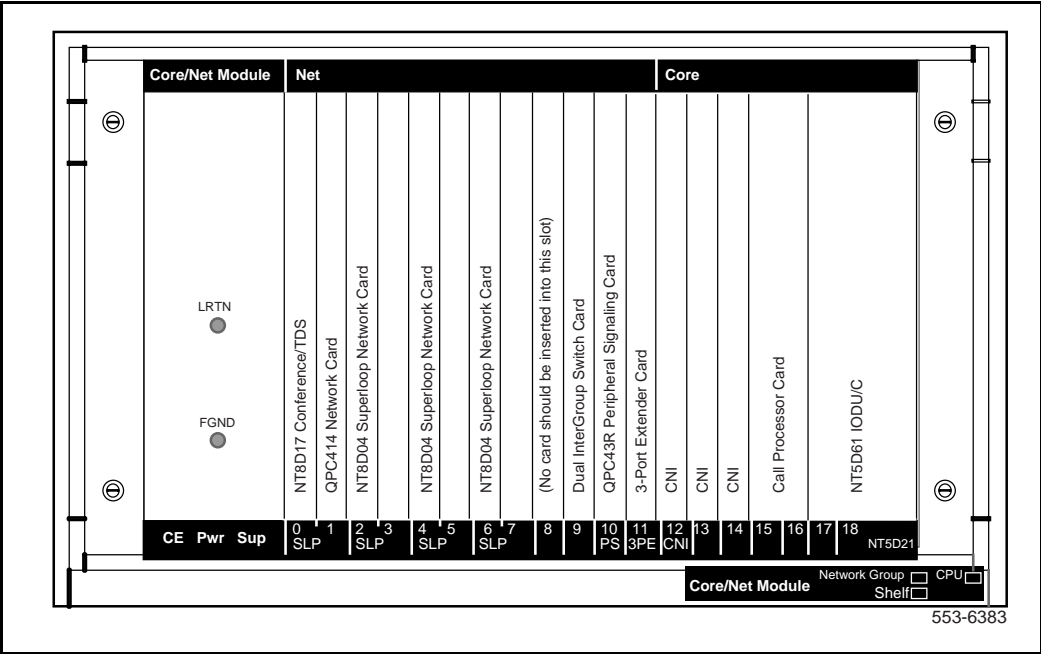 Core/Net Module Net Core
LRTN
FGND
NT8D17 Conference/TDS
QPC414 Network Card
NT8D04 Superloop Network Card
NT8D04 Superloop Network Card
NT8D04 Superloop Network Card
(No card should be inserted into this slot)
Dual InterGroup Switch Card
QPC43R Peripheral Signaling Card
3-Port Extender Card
CNI
CNI
CNI
Call Processor Card
NT5D61 IODU/C
CE Pwr Sup
0 1 2 3 4 5 6 7 8 9 10 11 12 13 14 15 16 17 18
SLP SLP SLP SLP PS 3PE CNI NT5D21
Core/Net Module
Network Group CPU
Shelf
553-6383